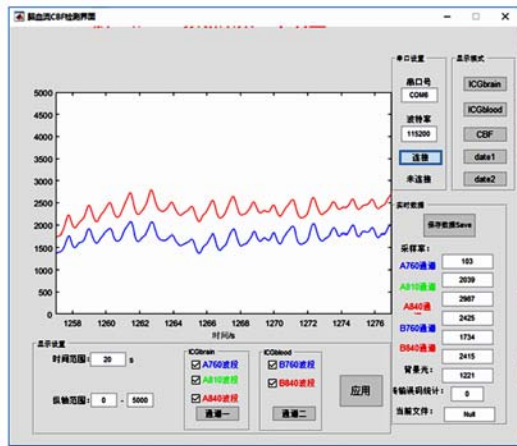 脑血流CBF检测界面
串口设置
串口号
COM6
波特率
115200
连接
未连接
显示模式
ICGbrain
ICGblood
CBF
date1
date2
5000
4500
4000
3500
3000
2500
2000
1500
1000
500
0
1258 1260 1262 1264 1266 1268 1270 1272 1274 1276
时间/s
实时数据
保存数据Save
采样率:
103
A760通道
2039
A810通道
2987
A840通
2425
B760通道
1734
B840通道
2415
背景光:
1221
传输误码统计:
0
当前文件:
Null
显示设置
时间范围: 20 s
纵轴范围: 0 - 5000
ICGbrain
A760波段
A810波段
A840波段
通道一
ICGblood
B760波段
B840波段
通道二
应用